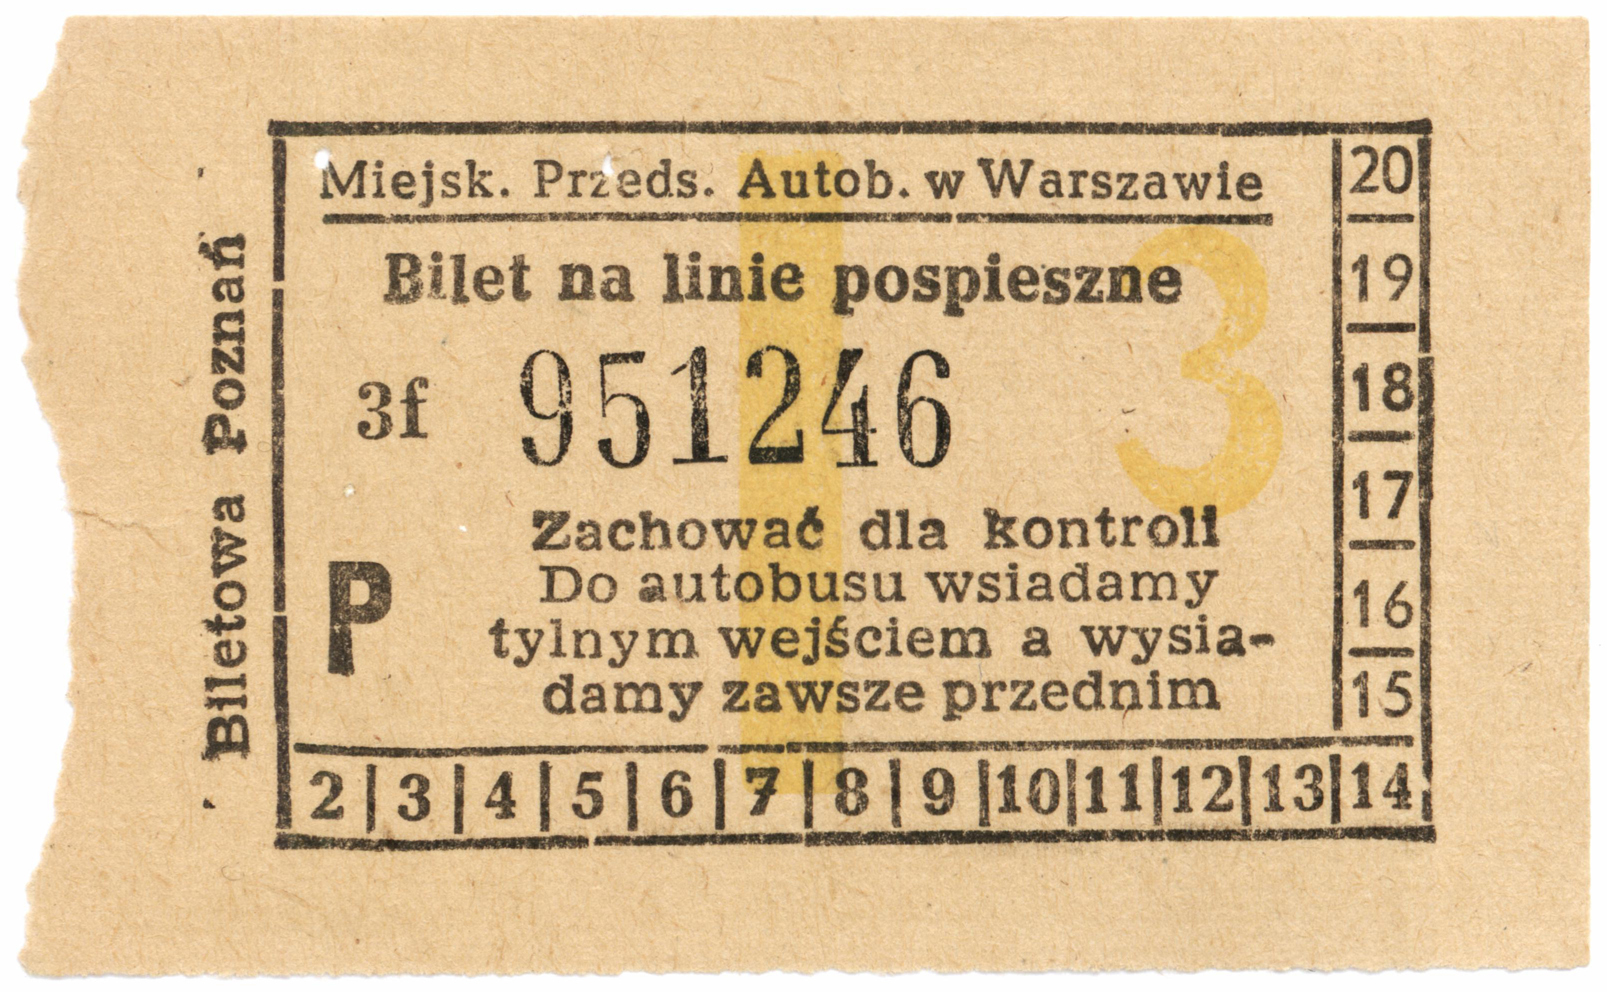 Miejsk. Przeds. Autob. w Warszawie
Bilet na linie pospieszne
3f 951246
3
Zachować dla kontroli
P
Do autobusu wsiadamy
tylnym wejściem a wysia-
damy zawsze przednim
2|3|4|5|6|7|8|9|10|11|12|13|14
20
19
18
17
16
15
Biletowa Poznań